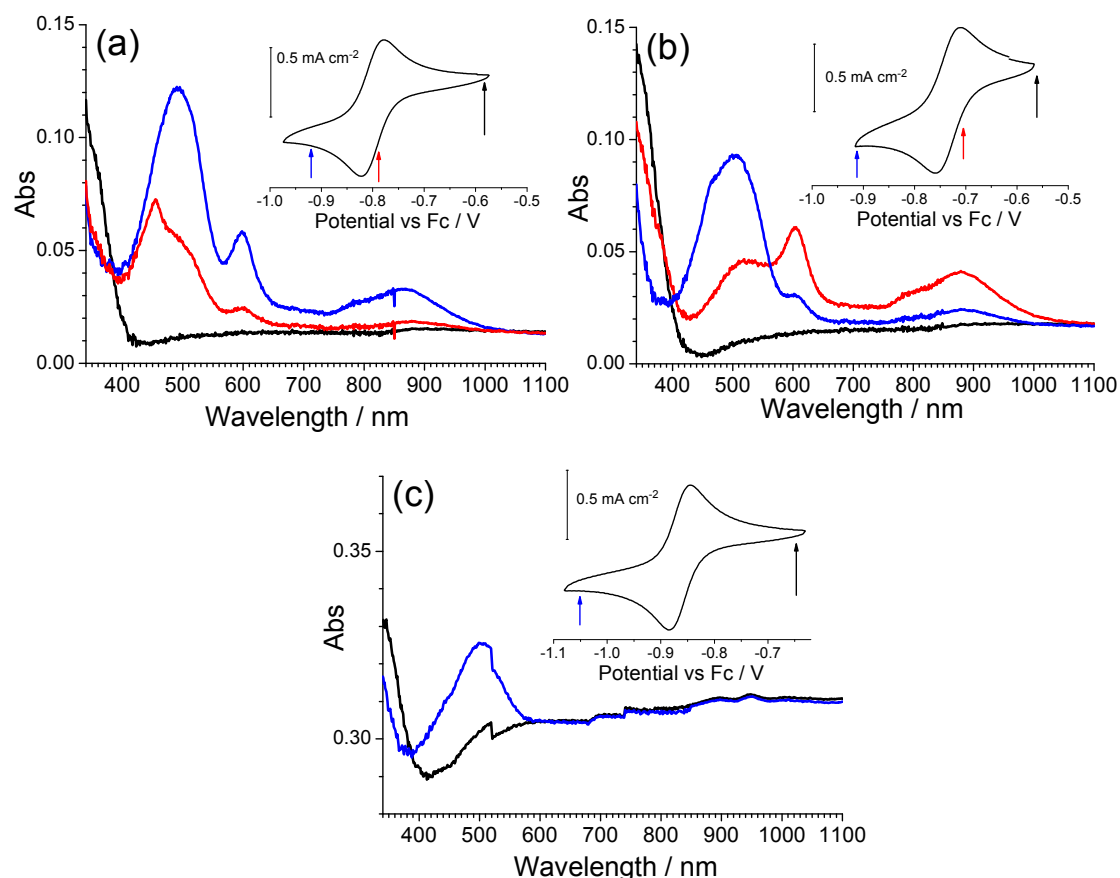 (a)
0.5 mA cm-2
-1.0 -0.9 -0.8 -0.7 -0.6 -0.5
Potential vs Fc / V
0.15
0.10
0.05
0.00
Abs
400 500 600 700 800 900 1000 1100
Wavelength / nm
(b)
0.5 mA cm-2
-1.0 -0.9 -0.8 -0.7 -0.6 -0.5
Potential vs Fc / V
0.15
0.10
0.05
0.00
Abs
400 500 600 700 800 900 1000 1100
Wavelength / nm
(c)
0.5 mA cm-2
-1.1 -1.0 -0.9 -0.8 -0.7
Potential vs Fc / V
0.35
0.30
Abs
400 500 600 700 800 900 1000 1100
Wavelength / nm